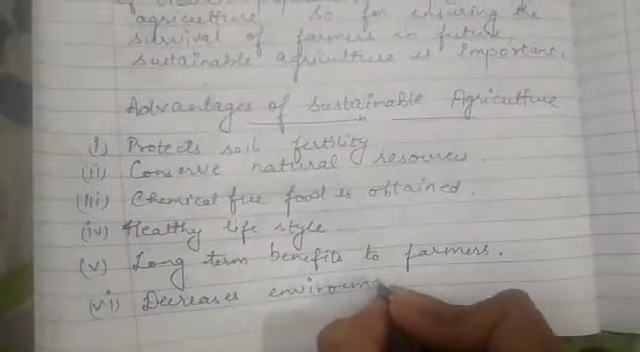 agriculture. So for ensuring the
survival of farmers in future,
sustainable agriculture is important.
Advantages of Sustainable Agriculture
(i) Protects soil fertility
(ii) Conserve natural resources.
(iii) Chemical free food is obtained.
(iv) Healthy life style.
(v) Long term benefits to farmers.
(vi) Decreases environm